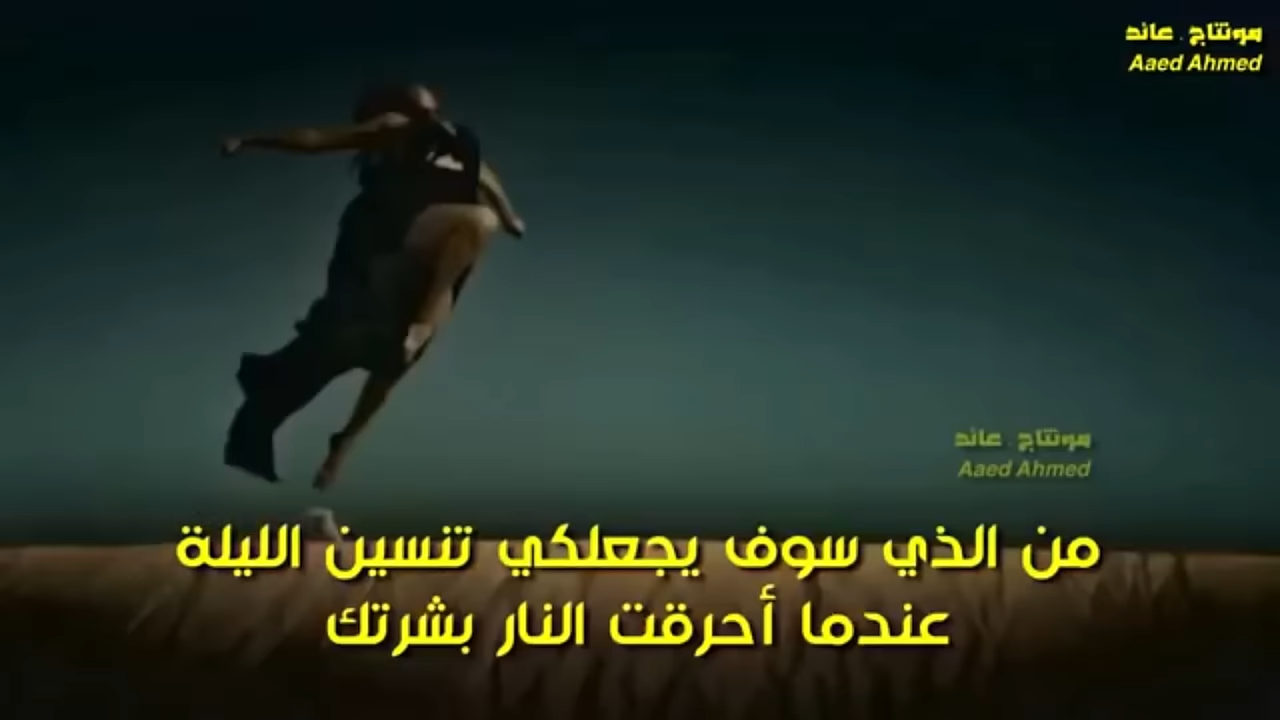 مونتاج . عائد
Aaed Ahmed
مونتاج . عائد
Aaed Ahmed
من الذي سوف يجعلكي تنسين الليلة
عندما أحرقت النار بشرتك